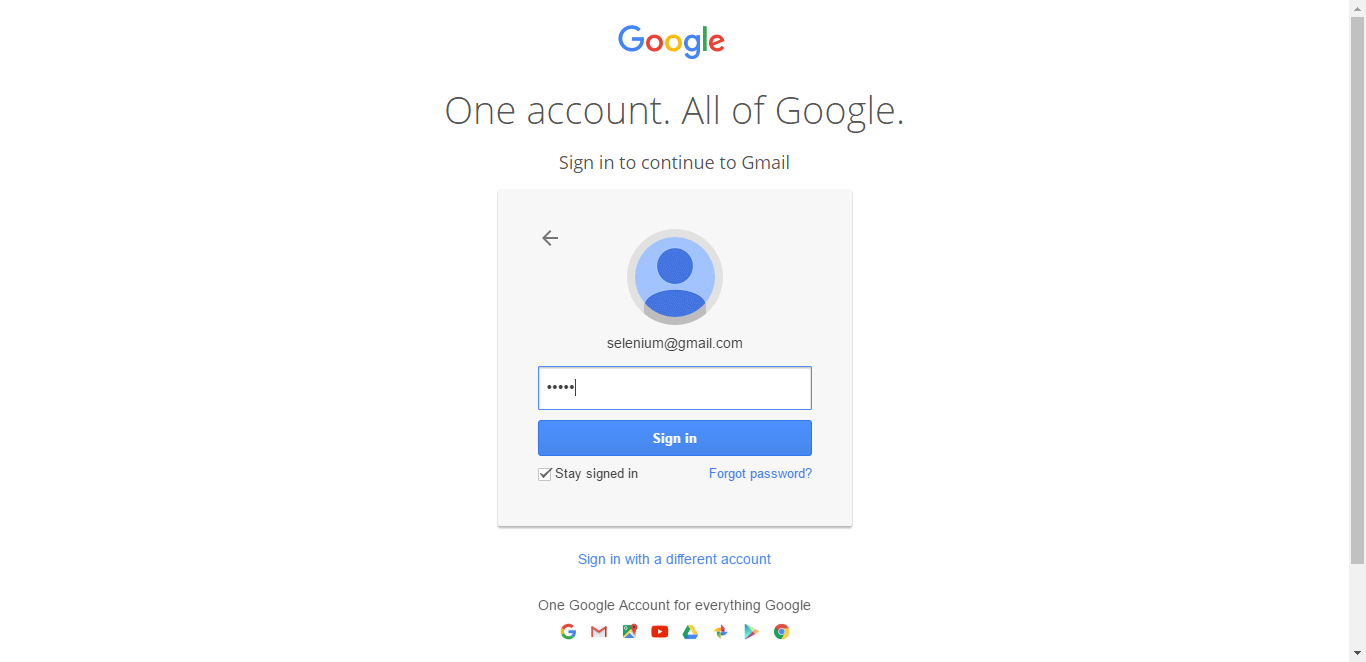 Google
One account. All of Google.
Sign in to continue to Gmail
selenium@gmail.com
•••••
Sign in
Stay signed in Forgot password?
Sign in with a different account
One Google Account for everything Google